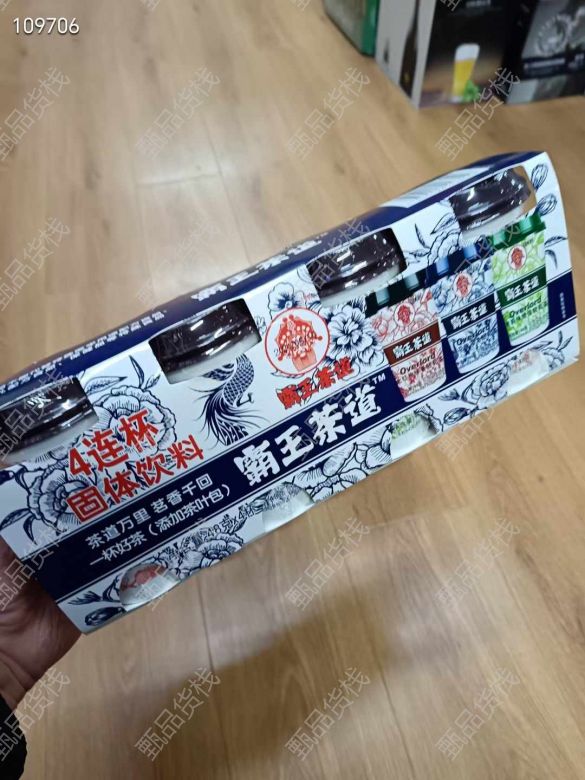 109706
甄品货栈
霸王茶道
4连杯
固体饮料
霸王茶道™
茶道万里 茗香千回
一杯好茶（添加茶叶包）
霸王茶道
Overlord
霸王茶道
Overlord
霸王茶道
Overlord